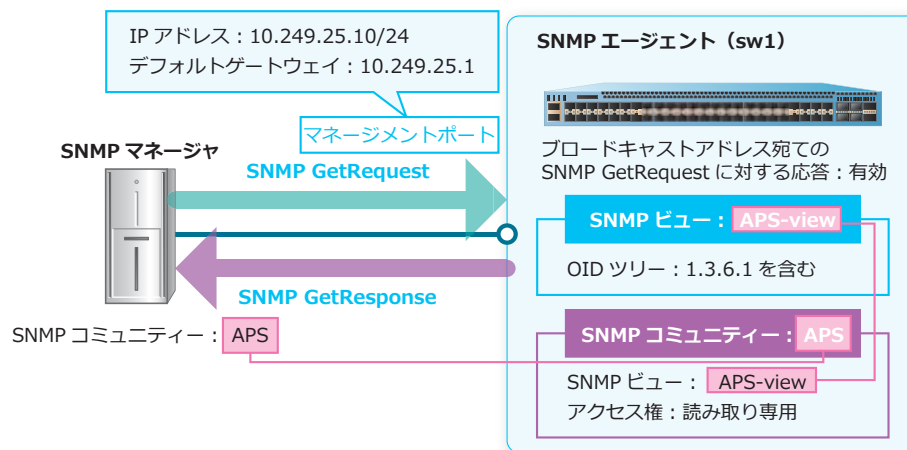 IP アドレス：10.249.25.10/24
デフォルトゲートウェイ：10.249.25.1
マネージメントポート
SNMP マネージャ
SNMP GetRequest
SNMP GetResponse
SNMP コミュニティー：APS
SNMP エージェント（sw1）
ブロードキャストアドレス宛ての
SNMP GetRequest に対する応答：有効
SNMP ビュー：APS-view
OID ツリー：1.3.6.1 を含む
SNMP コミュニティー：APS
SNMP ビュー：APS-view
アクセス権：読み取り専用